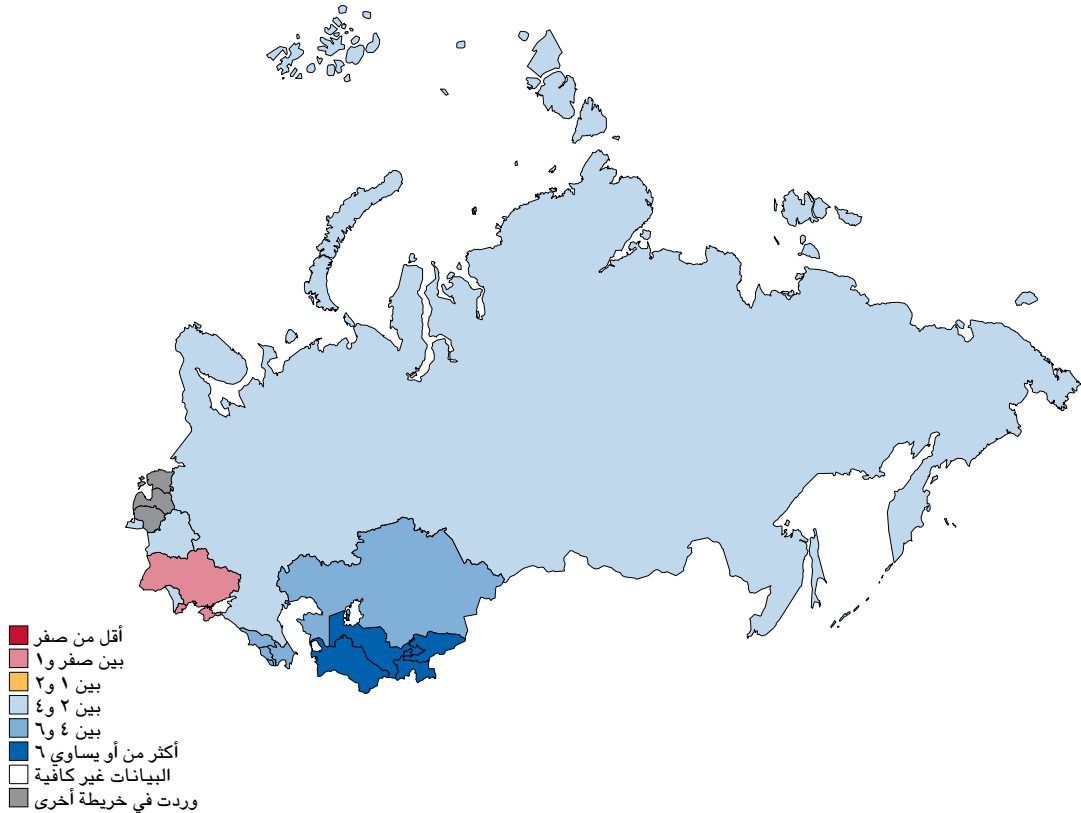 أقل من صفر
بين صفر و١
بين ١ و٢
بين ٢ و٤
بين ٤ و٦
أكثر من أو يساوي ٦
البيانات غير كافية
وردت في خريطة أخرى